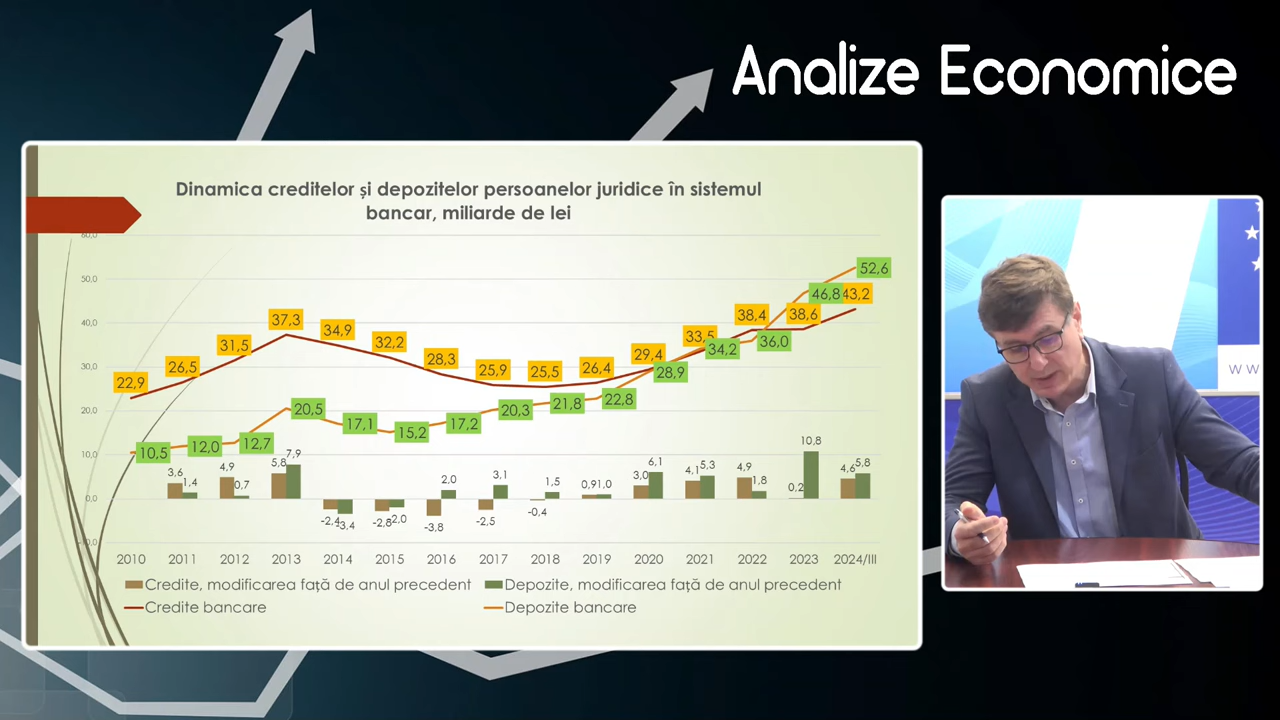 Analize Economice
Dinamica creditelor și depozitelor persoanelor juridice în sistemul
bancar, miliarde de lei
60,0
50,0
40,0
30,0
20,0
10,0
0,0
22,9 26,5 31,5 37,3 34,9 32,2 28,3 25,9 25,5 26,4 29,4 33,5 38,4 38,6 43,2
10,5 12,0 12,7 20,5 17,1 15,2 17,2 20,3 21,8 22,8 28,9 34,2 36,0 46,8 52,6
3,6 4,9 5,8 -2,4 -2,8 -3,8 -2,5 -0,4 0,9 3,0 4,1 4,9 0,2 4,6
1,4 0,7 7,9 -3,4 -2,0 2,0 3,1 1,5 1,0 6,1 5,3 1,8 10,8 5,8
2010 2011 2012 2013 2014 2015 2016 2017 2018 2019 2020 2021 2022 2023 2024/III
Credite, modificarea față de anul precedent Depozite, modificarea față de anul precedent
Credite bancare Depozite bancare
W W